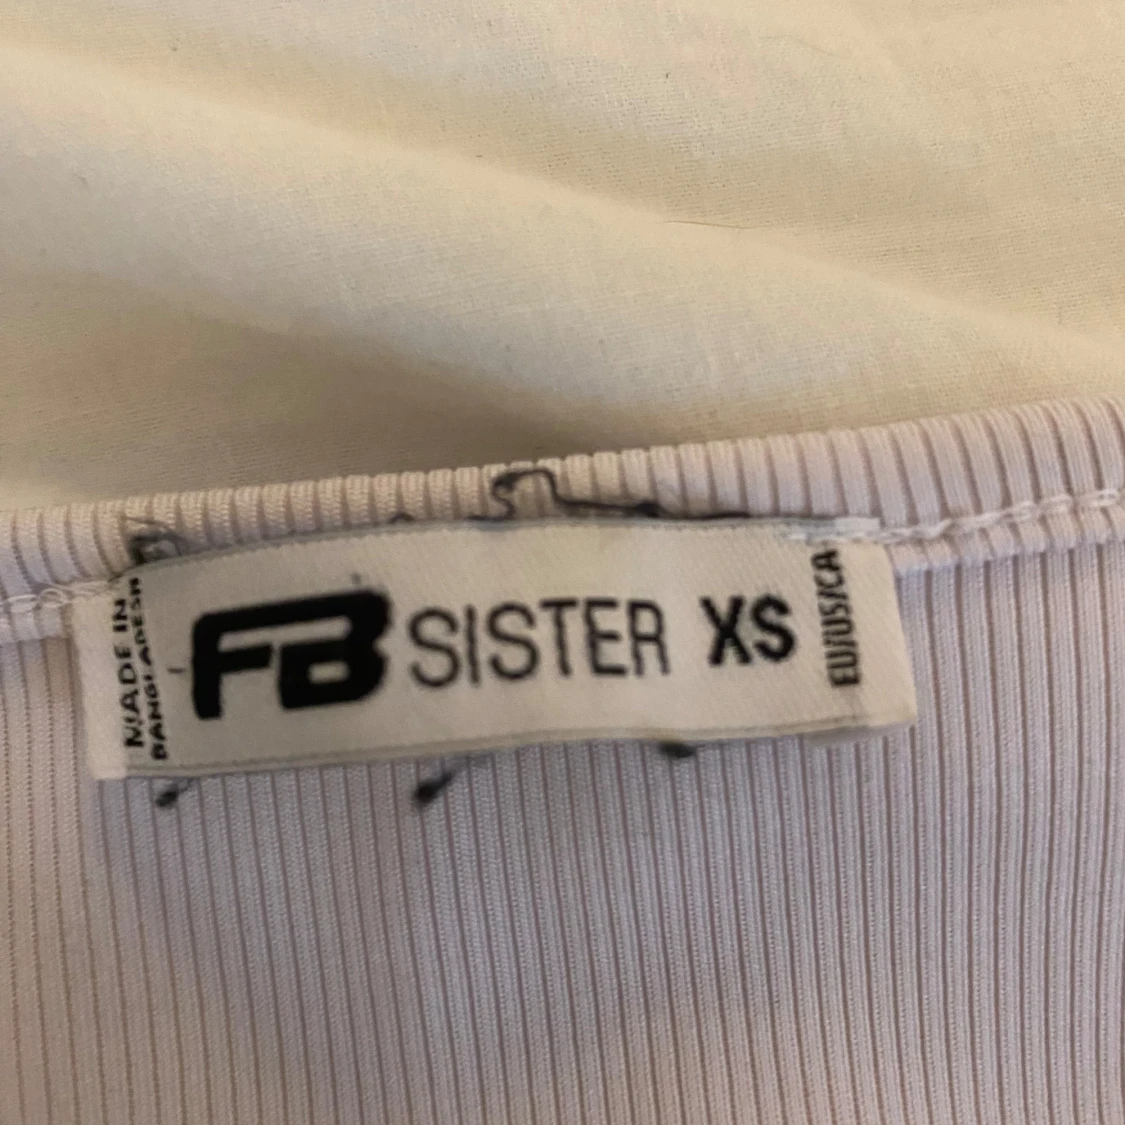 MADE IN
BANGLADESH
FB SISTER XS
EU/US/CA